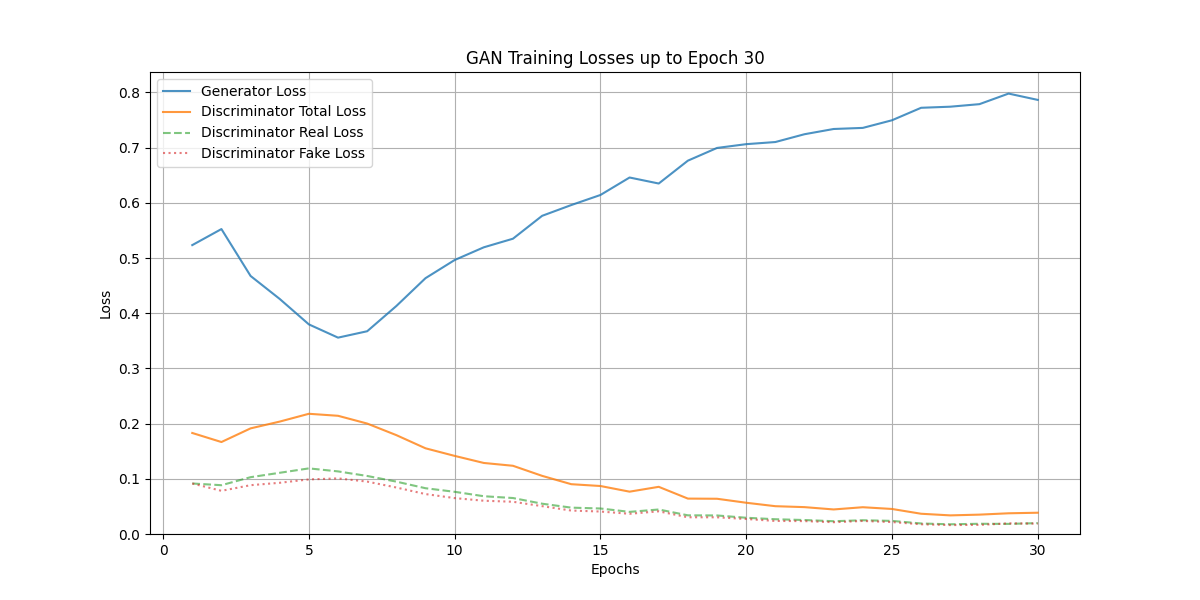 GAN Training Losses up to Epoch 30
Generator Loss
Discriminator Total Loss
Discriminator Real Loss
Discriminator Fake Loss
Loss
0.8
0.7
0.6
0.5
0.4
0.3
0.2
0.1
0.0
0 5 10 15 20 25 30
Epochs